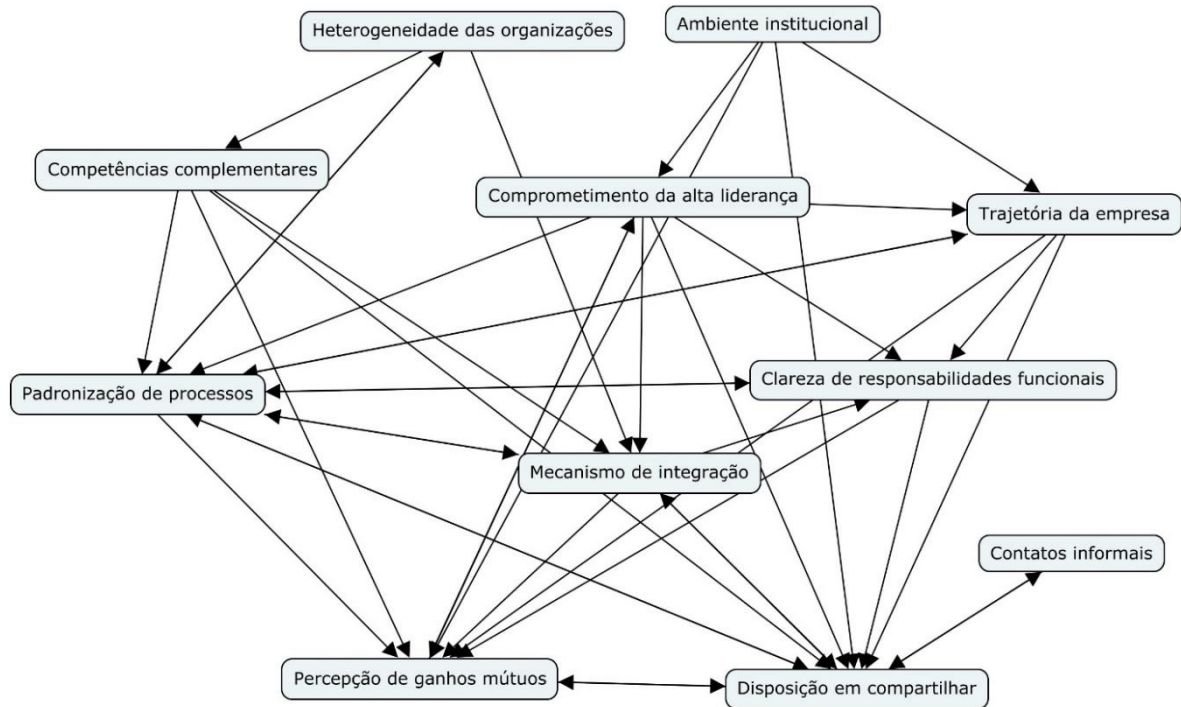 Heterogeneidade das organizações
Ambiente institucional
Competências complementares
Comprometimento da alta liderança
Trajetória da empresa
Padronização de processos
Clareza de responsabilidades funcionais
Mecanismo de integração
Contatos informais
Percepção de ganhos mútuos
Disposição em compartilhar